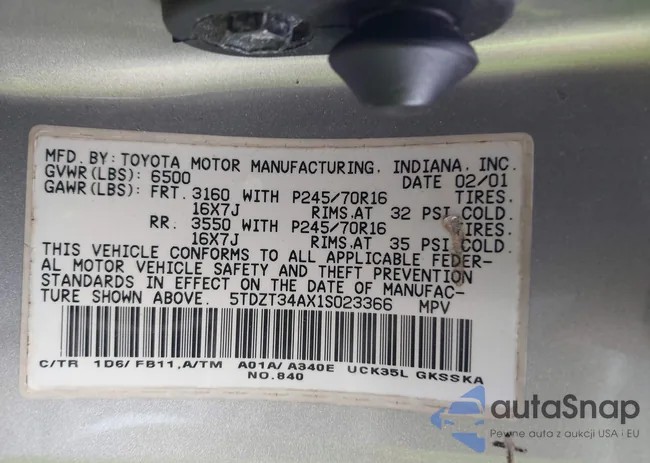 MFD. BY: TOYOTA MOTOR MANUFACTURING, INDIANA, INC.
GVWR (LBS): 6500 DATE 02/01
GAWR (LBS): FRT. 3160 WITH P245/70R16 TIRES.
16X7J RIMS.AT 32 PSI COLD.
RR. 3550 WITH P245/70R16 TIRES.
16X7J RIMS.AT 35 PSI COLD.
THIS VEHICLE CONFORMS TO ALL APPLICABLE FEDER-
AL MOTOR VEHICLE SAFETY AND THEFT PREVENTION
STANDARDS IN EFFECT ON THE DATE OF MANUFAC-
TURE SHOWN ABOVE. 5TDZT34AX1S023366 MPV
C/TR 1D6/ FB11,A/TM A01A/ A340E UCK35L GKSSKA
NO.840
autaSnap
Pewne auta z aukcji USA i EU